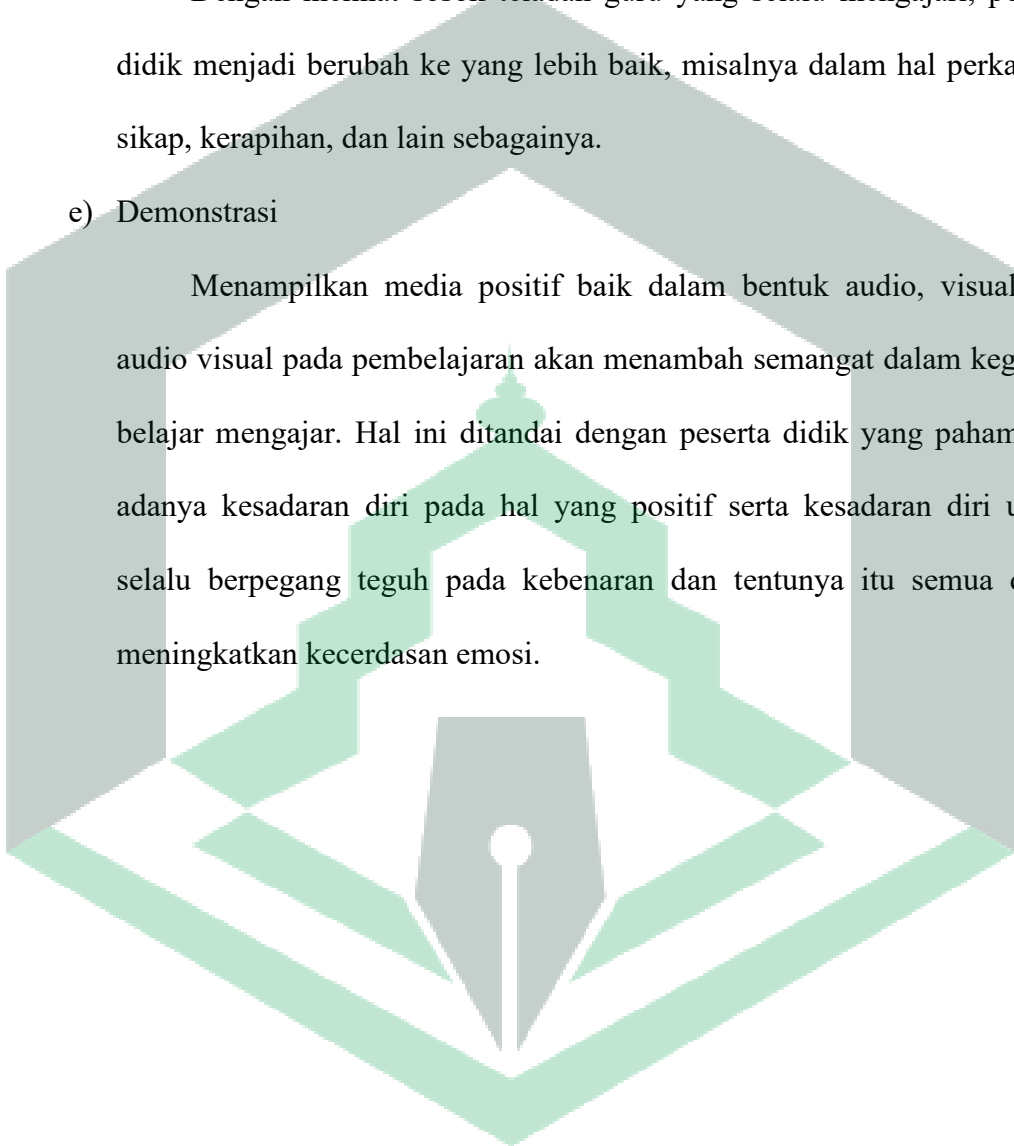 didik menjadi berubah ke yang lebih baik, misalnya dalam hal
sikap, kerapihan, dan lain sebagainya.
e) Demonstrasi
Menampilkan media positif baik dalam bentuk audio, visual
audio visual pada pembelajaran akan menambah semangat dalam
belajar mengajar. Hal ini ditandai dengan peserta didik yang paham
adanya kesadaran diri pada hal yang positif serta kesadaran diri
selalu berpegang teguh pada kebenaran dan tentunya itu semua
meningkatkan kecerdasan emosi.